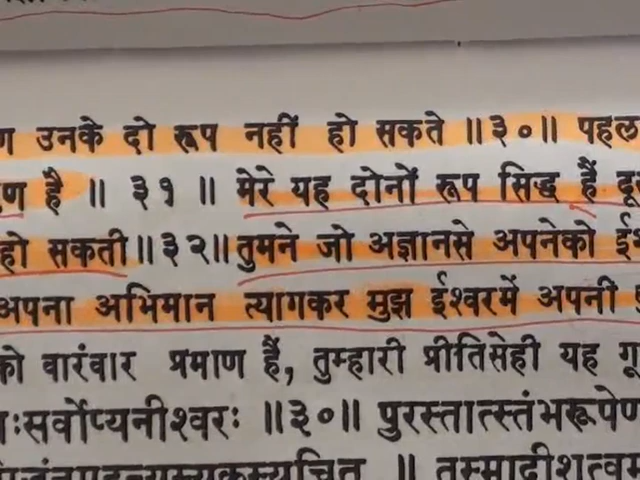 उनके दो रूप नहीं हो सकते ॥३०॥ पहल
है ॥ ३१ ॥ मेरे यह दोनों रूप सिद्ध हैं दू
हो सकती॥३२॥तुमने जो अज्ञानसे अपनेको
अपना अभिमान त्यागकर मुझ ईश्वरमें अपनी
को वारंवार प्रमाण हैं, तुम्हारी प्रीतिसेही यह गू
ःसर्वोप्यनीश्वरः ॥३०॥ पुरस्तात्स्तंभरूपेण
॥ तस्मादीशत्वम